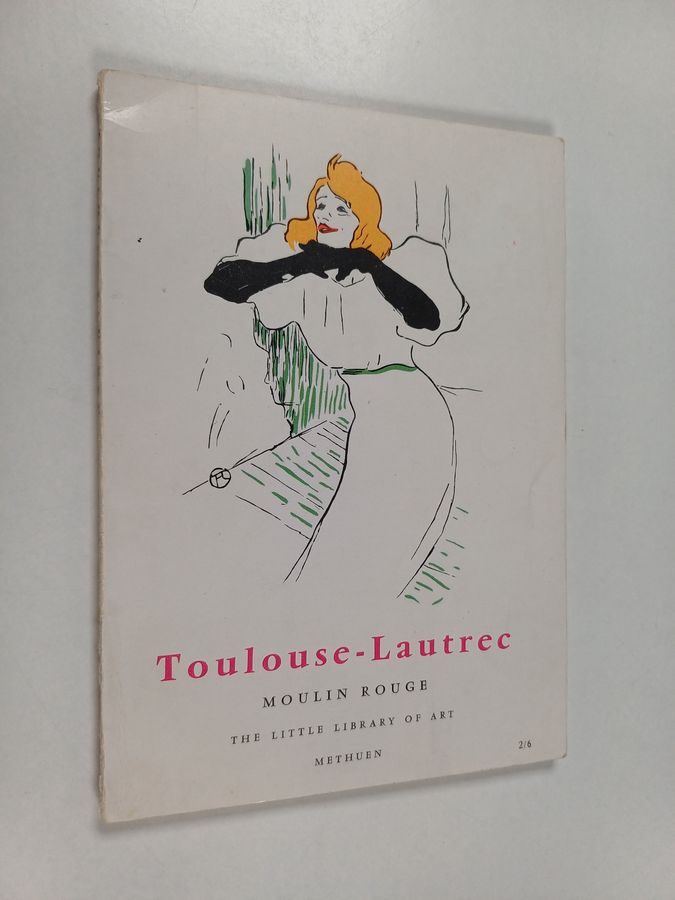 Toulouse-Lautrec
MOULIN ROUGE
THE LITTLE LIBRARY OF ART
METHUEN
2/6